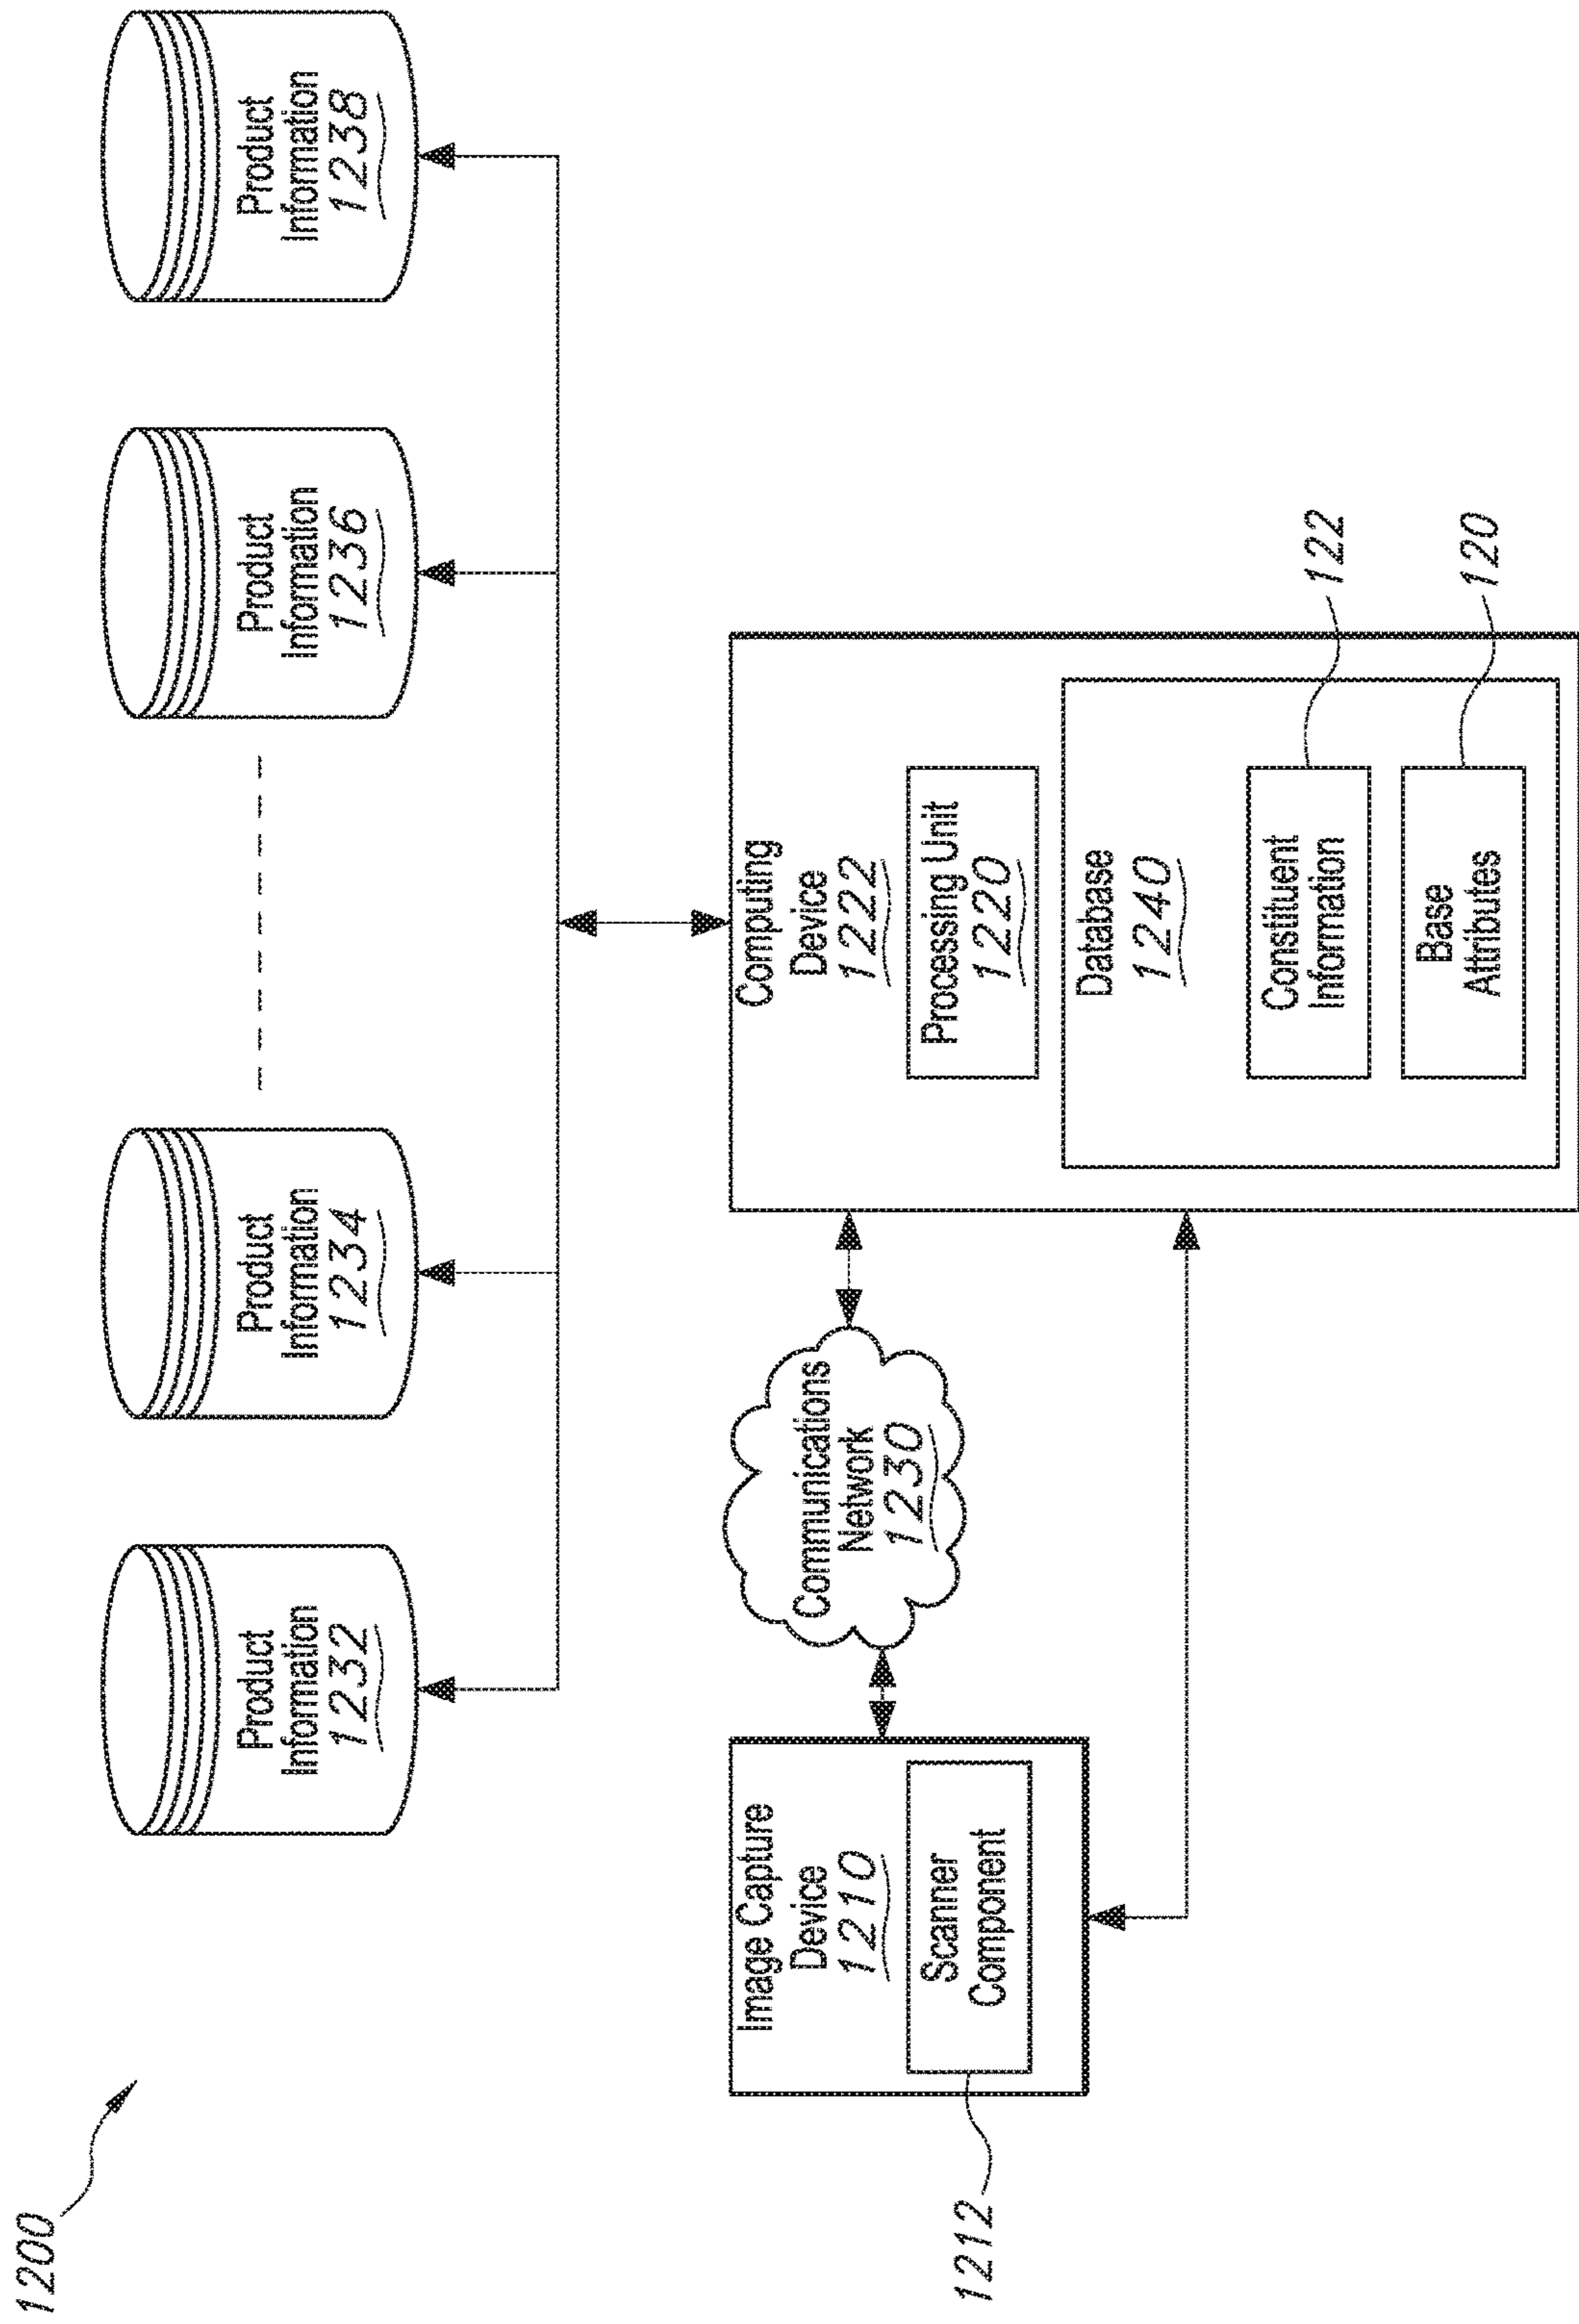 1200
Product
Information
1232
Product
Information
1234
Product
Information
1236
Product
Information
1238
Image Capture
Device
1210
Scanner
Component
1212
Communications
Network
1230
Computing
Device
1222
Processing Unit
1220
Database
1240
Constituent
Information
122
Base
Attributes
120